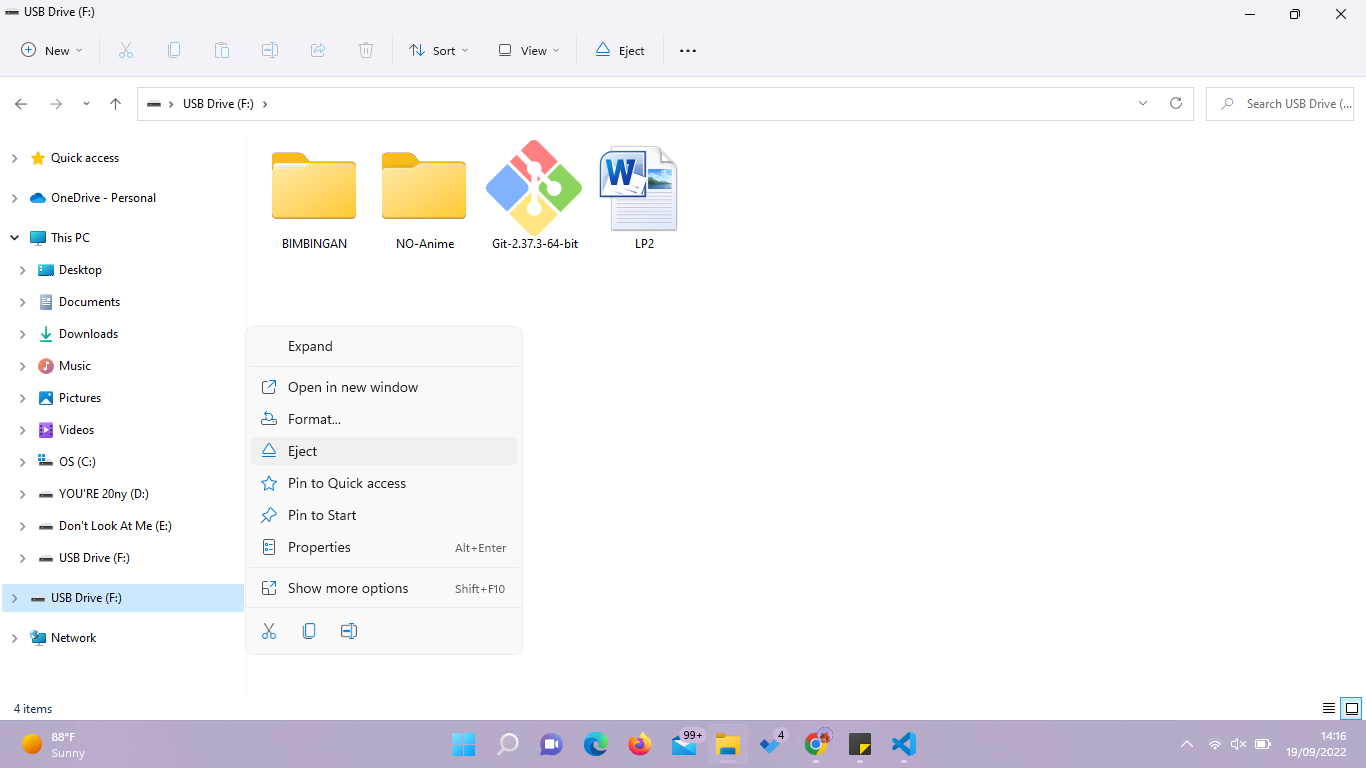 USB Drive (F:)
New
Sort
View
Eject
USB Drive (F:)
Search USB Drive (...
Quick access
OneDrive - Personal
This PC
Desktop
Documents
Downloads
Music
Pictures
Videos
OS (C:)
YOU'RE 20ny (D:)
Don't Look At Me (E:)
USB Drive (F:)
USB Drive (F:)
Network
BIMBINGAN
NO-Anime
Git-2.37.3-64-bit
W
LP2
Expand
Open in new window
Format...
Eject
Pin to Quick access
Pin to Start
Properties Alt+Enter
Show more options Shift+F10
4 items
88°F
Sunny
99+
4
14:16
19/09/2022